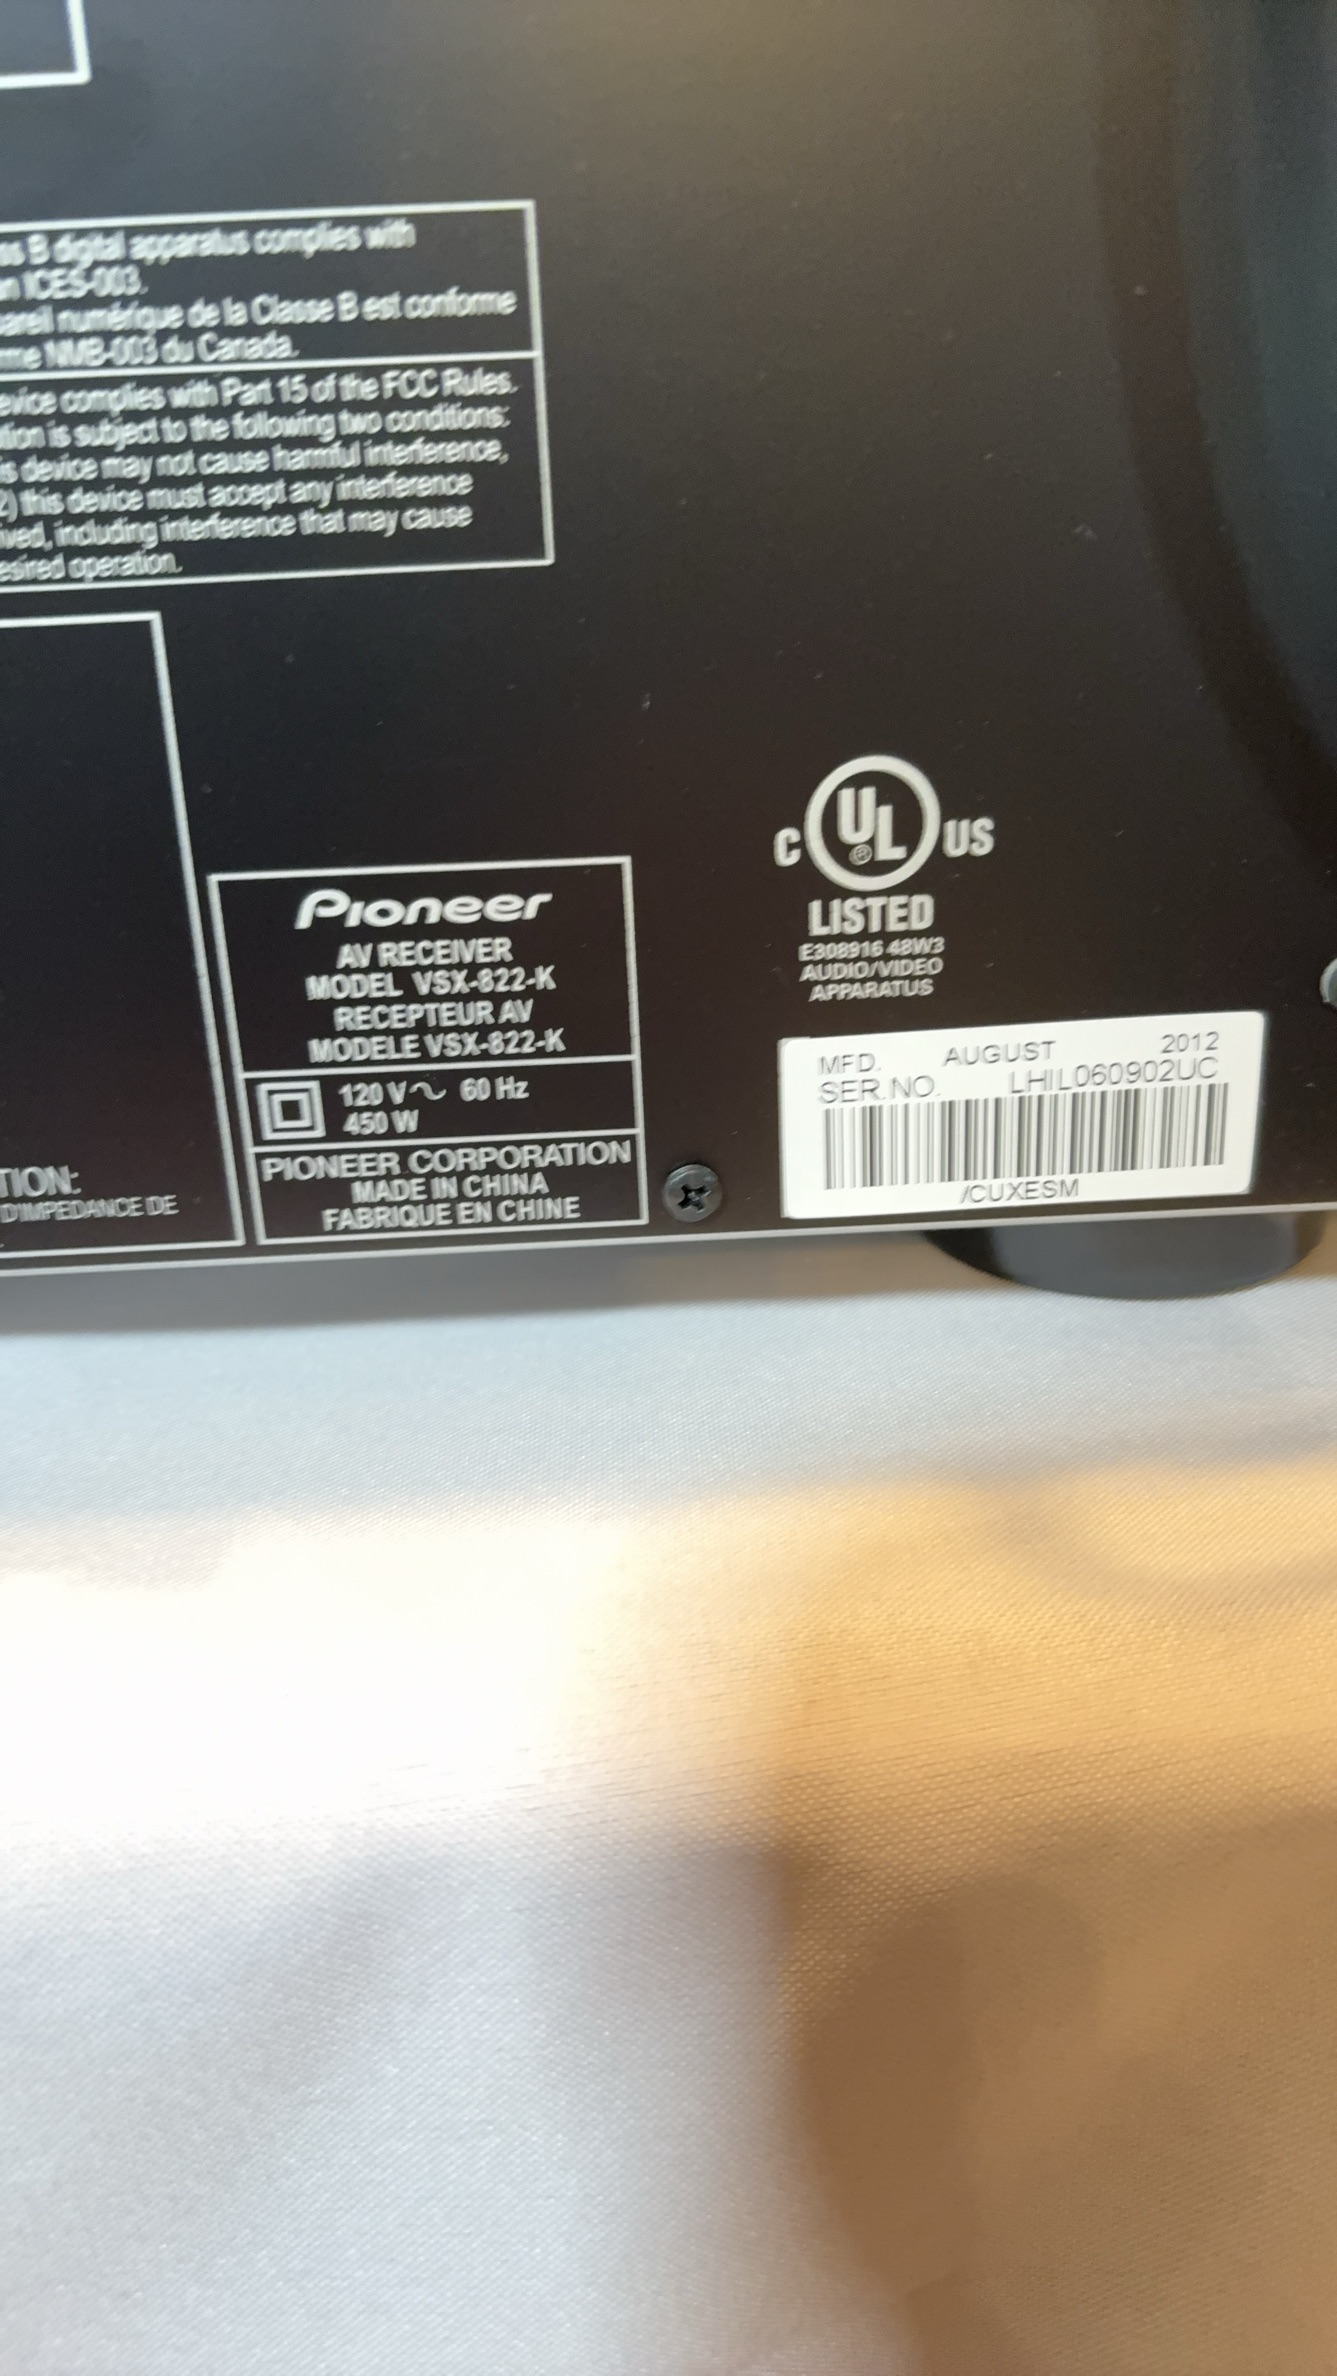 B digital apparatus complies with
ICES-003.
numérique de la Classe B est conforme
NMB-003 du Canada.
complies with Part 15 of the FCC Rules.
is subject to the following two conditions:
device may not cause harmful interference,
2) this device must accept any interference
including interference that may cause
operation.
Pioneer
AV RECEIVER
MODEL VSX-822-K
RECEPTEUR AV
MODELE VSX-822-K
120 V ~ 60 Hz
450 W
PIONEER CORPORATION
MADE IN CHINA
FABRIQUE EN CHINE
TION:
D'IMPEDANCE DE
C UL ® US
LISTED
E308916 48W3
AUDIO/VIDEO
APPARATUS
MFD. AUGUST 2012
SER.NO. LHIL060902UC
/CUXESM